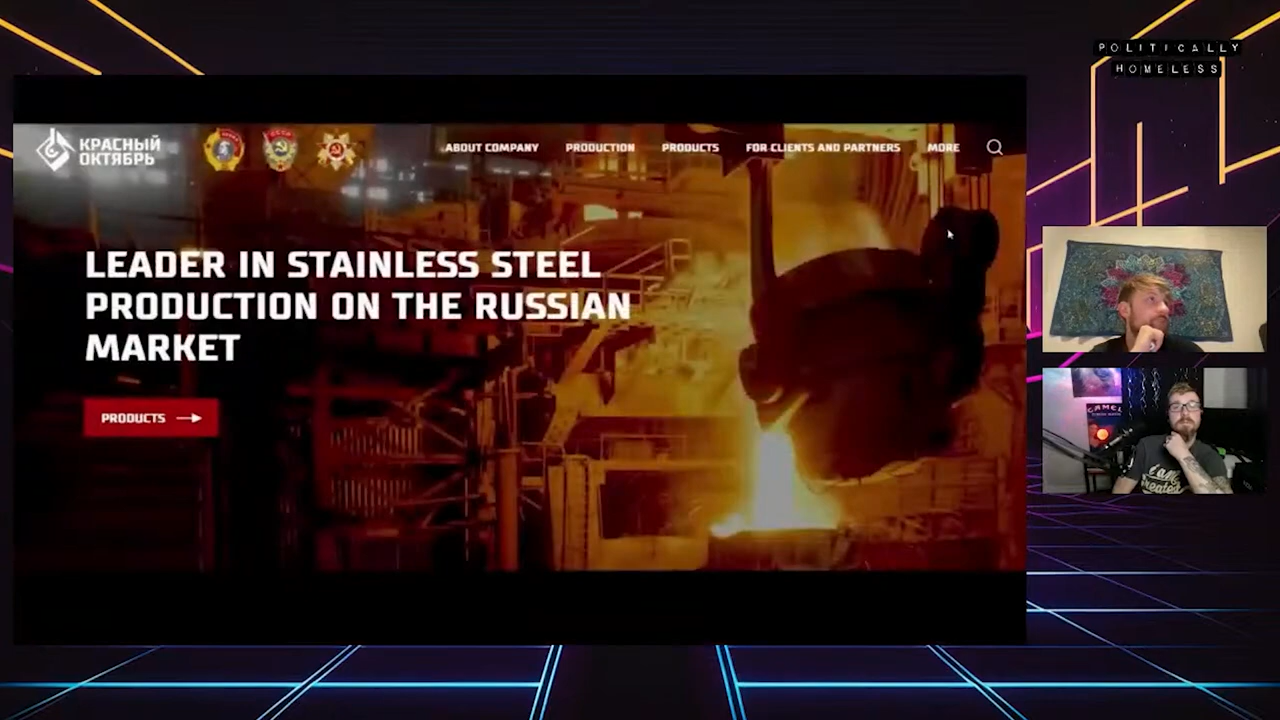 POLITICALLY
HOMELESS
КРАСНЫЙ
ОКТЯБРЬ
ABOUT COMPANY
PRODUCTION
PRODUCTS
FOR CLIENTS AND PARTNERS
MORE
LEADER IN STAINLESS STEEL
PRODUCTION ON THE RUSSIAN
MARKET
PRODUCTS
CAMEL